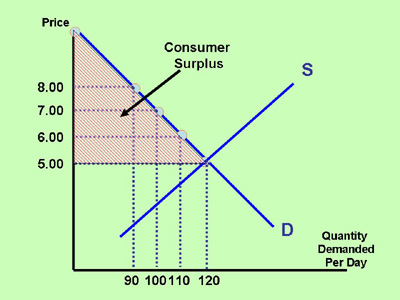 Price
Consumer
Surplus
S
8.00
7.00
6.00
5.00
D
Quantity
Demanded
Per Day
90 100 110 120